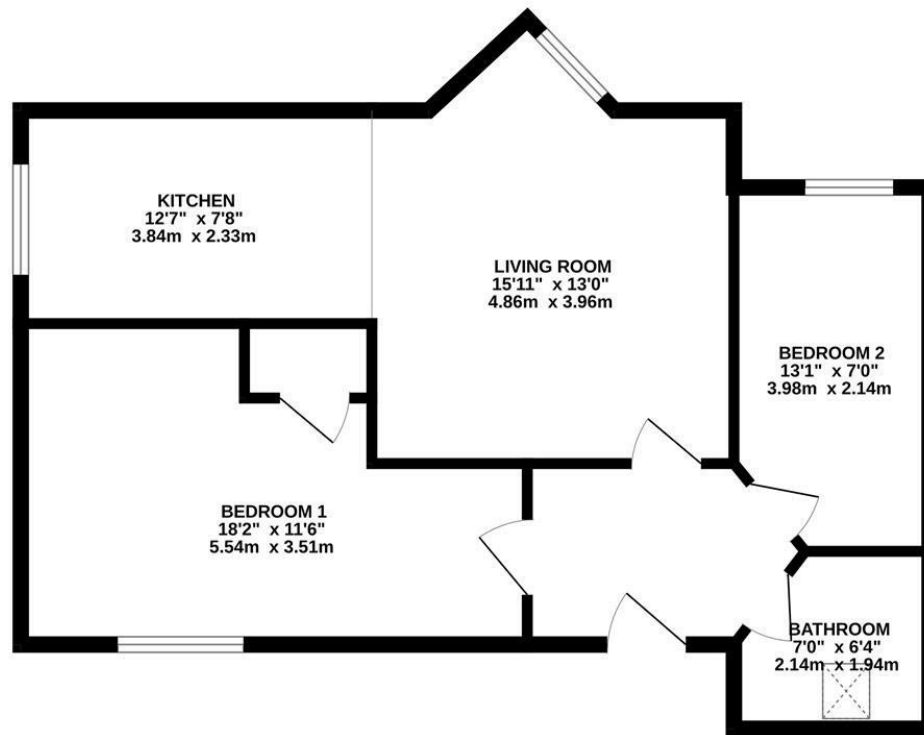 KITCHEN
12'7" x 7'8"
3.84m x 2.33m
LIVING ROOM
15'11" x 13'0"
4.86m x 3.96m
BEDROOM 2
13'1" x 7'0"
3.98m x 2.14m
BEDROOM 1
18'2" x 11'6"
5.54m x 3.51m
BATHROOM
7'0" x 6'4"
2.14m x 1.94m